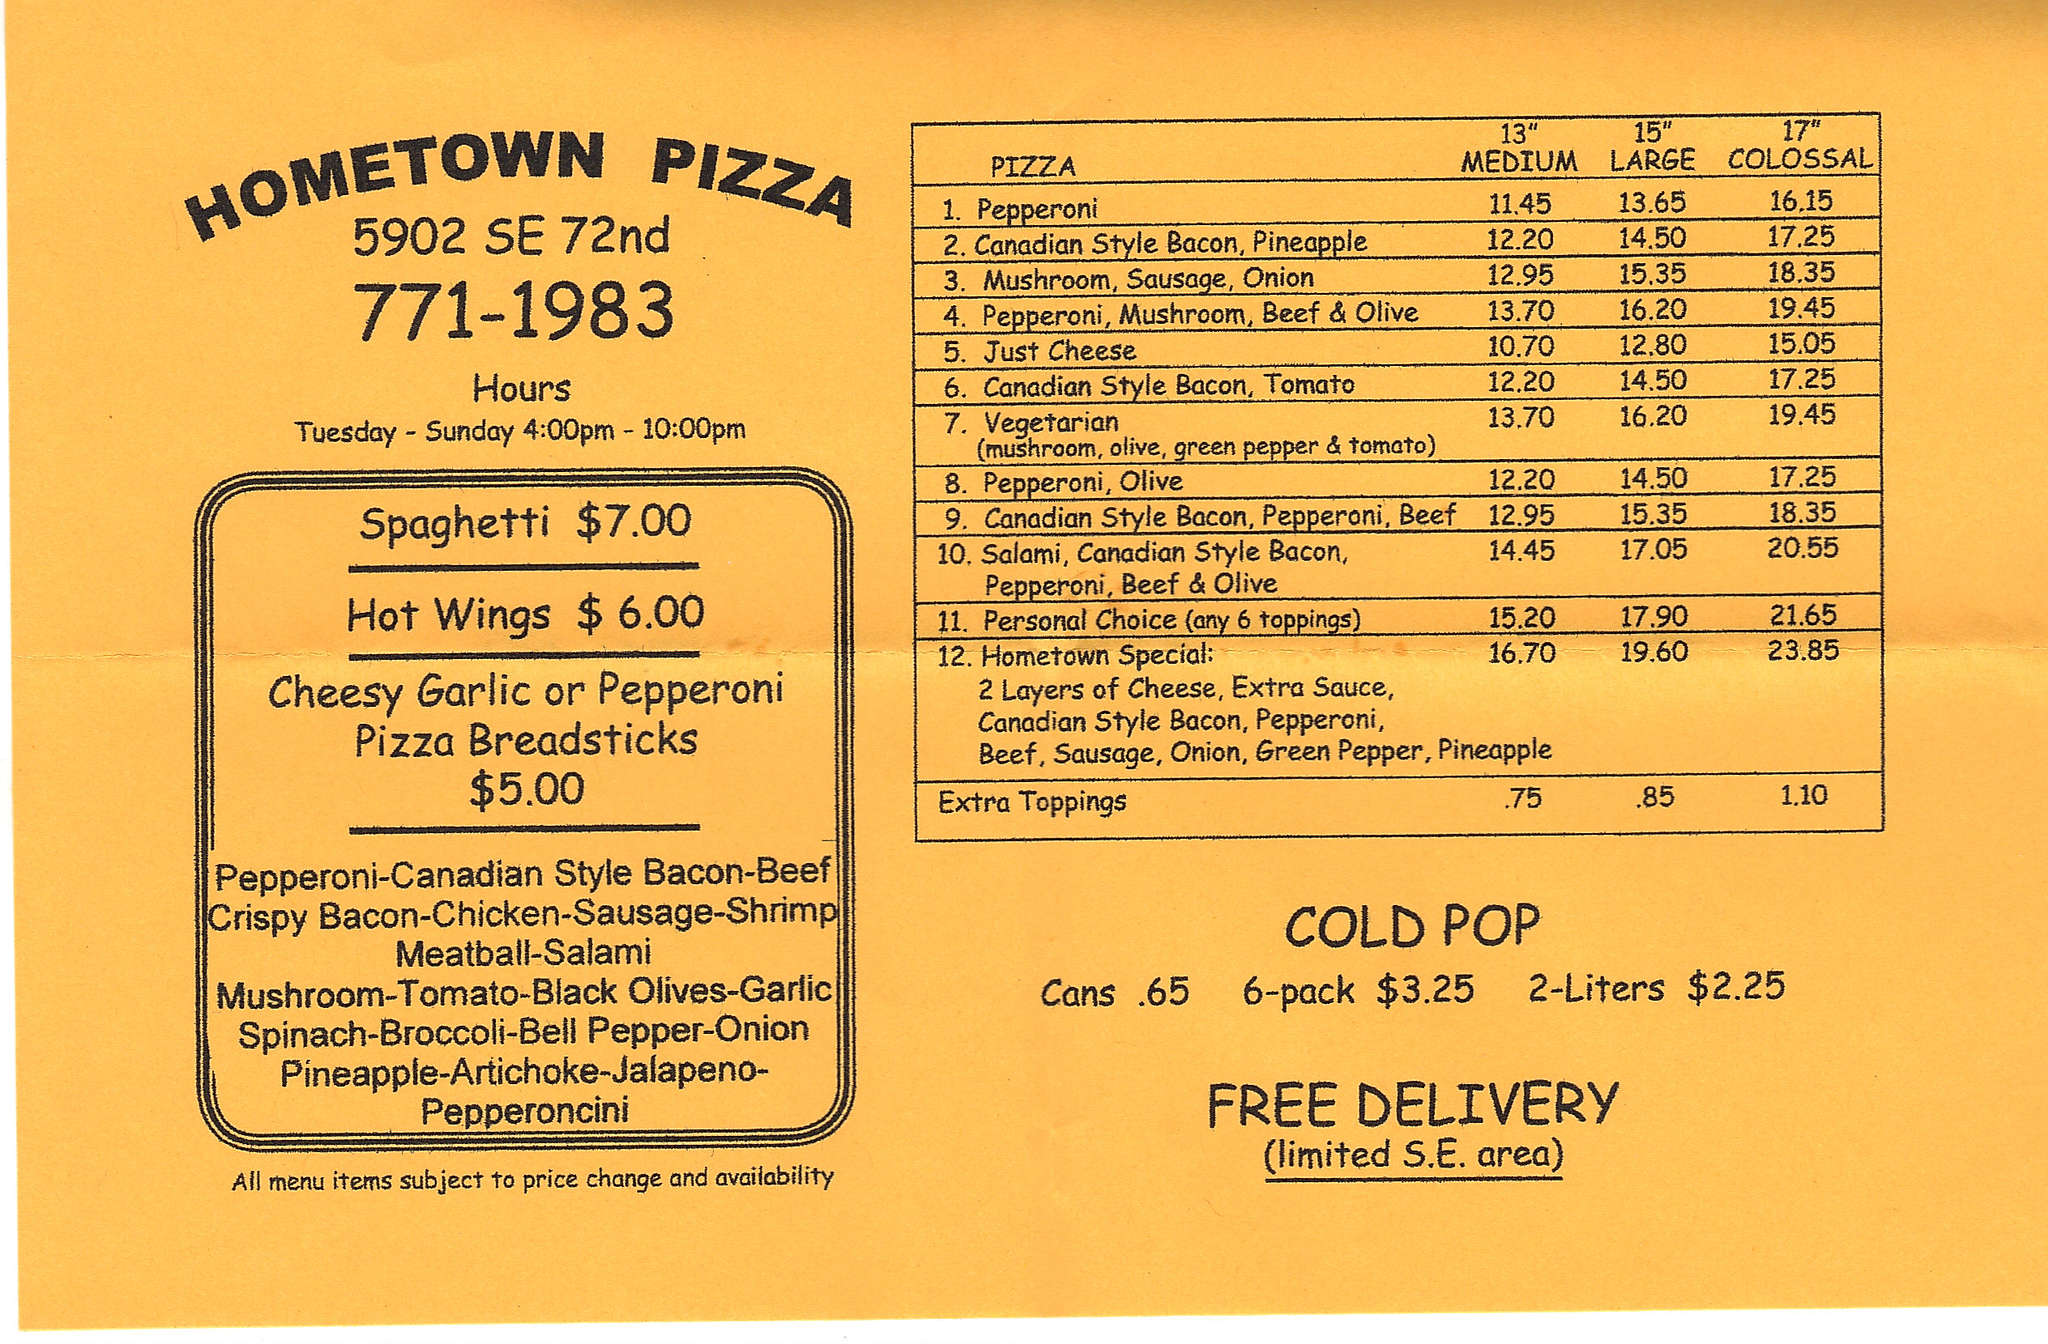 HOMETOWN PIZZA
5902 SE 72nd
771-1983
Hours
Tuesday - Sunday 4:00pm - 10:00pm
Spaghetti $7.00
Hot Wings $ 6.00
Cheesy Garlic or Pepperoni
Pizza Breadsticks
$5.00
Pepperoni-Canadian Style Bacon-Beef
Crispy Bacon-Chicken-Sausage-Shrimp
Meatball-Salami
Mushroom-Tomato-Black Olives-Garlic
Spinach-Broccoli-Bell Pepper-Onion
Pineapple-Artichoke-Jalapeno-
Pepperoncini
All menu items subject to price change and availability
13" 15" 17"
PIZZA MEDIUM LARGE COLOSSAL
1. Pepperoni 11.45 13.65 16.15
2. Canadian Style Bacon, Pineapple 12.20 14.50 17.25
3. Mushroom, Sausage, Onion 12.95 15.35 18.35
4. Pepperoni, Mushroom, Beef & Olive 13.70 16.20 19.45
5. Just Cheese 10.70 12.80 15.05
6. Canadian Style Bacon, Tomato 12.20 14.50 17.25
7. Vegetarian 13.70 16.20 19.45
(mushroom, olive, green pepper & tomato)
8. Pepperoni, Olive 12.20 14.50 17.25
9. Canadian Style Bacon, Pepperoni, Beef 12.95 15.35 18.35
10. Salami, Canadian Style Bacon, 14.45 17.05 20.55
Pepperoni, Beef & Olive
11. Personal Choice (any 6 toppings) 15.20 17.90 21.65
12. Hometown Special: 16.70 19.60 23.85
2 Layers of Cheese, Extra Sauce,
Canadian Style Bacon, Pepperoni,
Beef, Sausage, Onion, Green Pepper, Pineapple
Extra Toppings .75 .85 1.10
COLD POP
Cans .65 6-pack $3.25 2-Liters $2.25
FREE DELIVERY
(limited S.E. area)